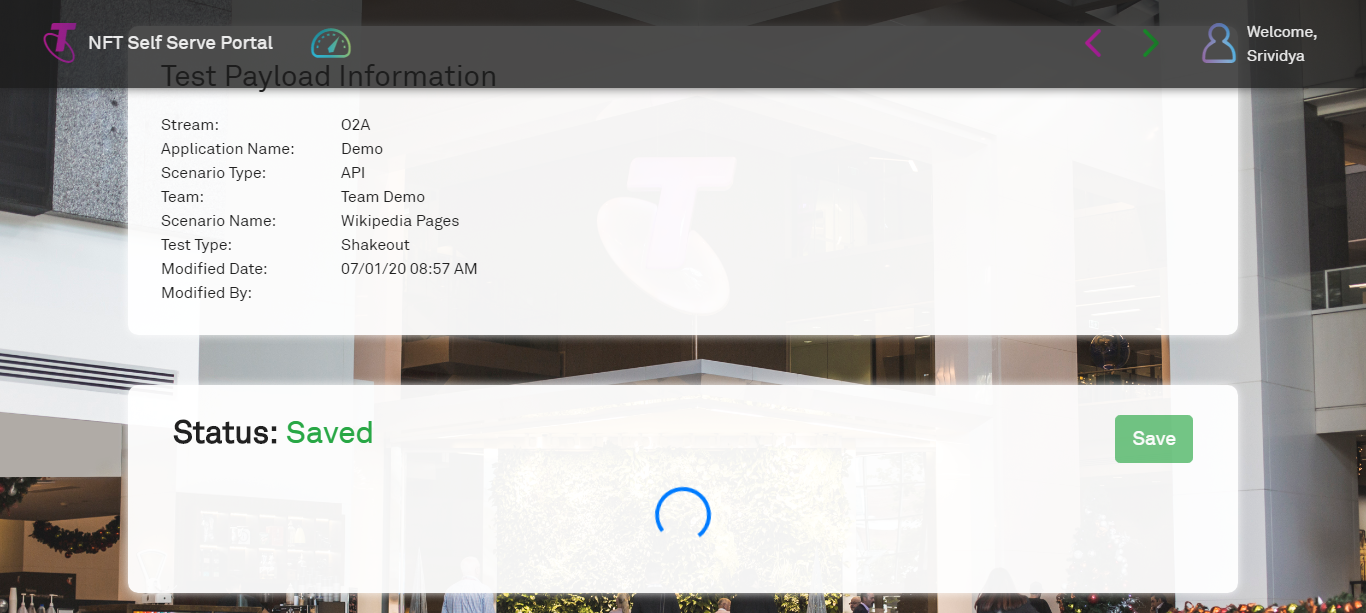 NFT Self Serve Portal
Welcome,
Srividya
Test Payload Information
Stream: O2A
Application Name: Demo
Scenario Type: API
Team: Team Demo
Scenario Name: Wikipedia Pages
Test Type: Shakeout
Modified Date: 07/01/20 08:57 AM
Modified By:
Status: Saved
Save